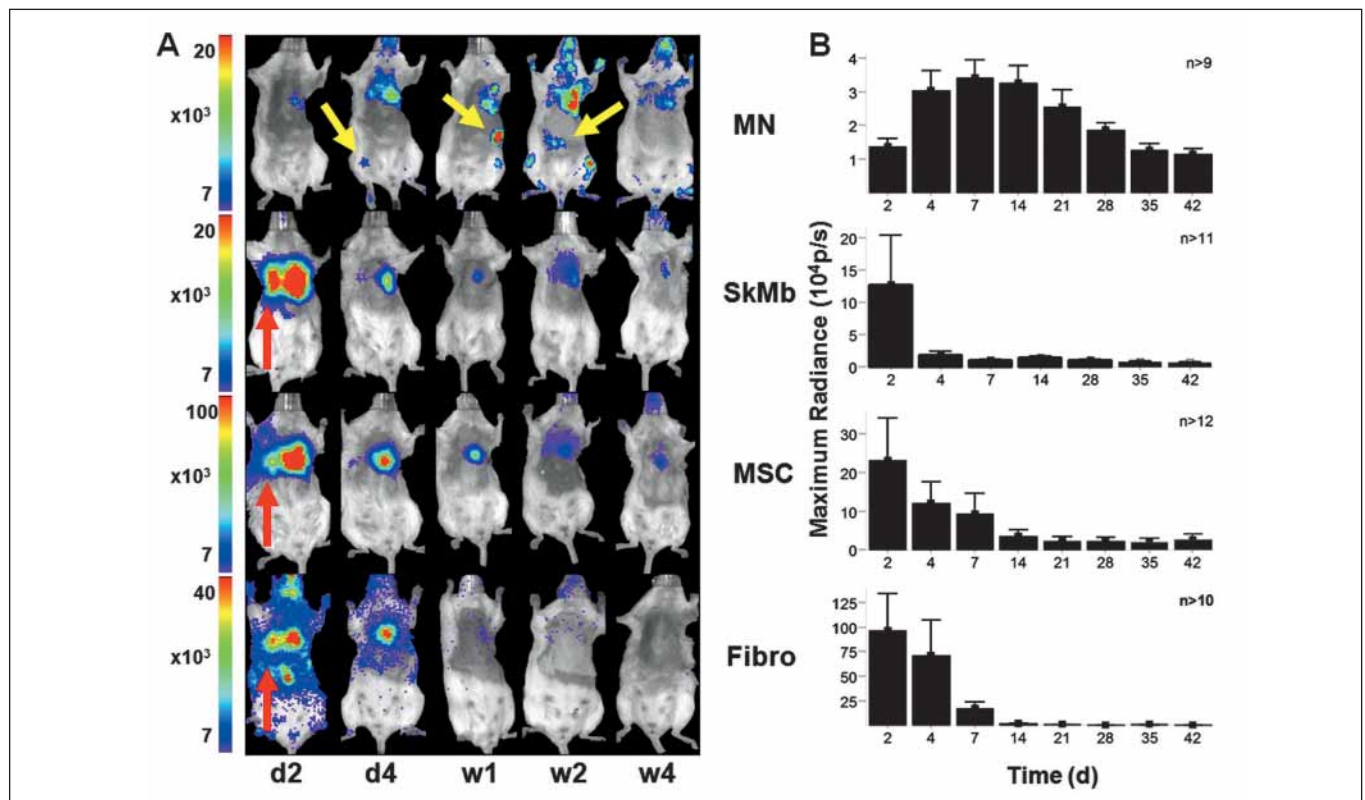 A
20
x10³
7
20
x10³
7
100
x10³
7
40
x10³
7
d2 d4 w1 w2 w4
B
MN
SkMb
MSC
Fibro
Maximum Radiance (10⁴p/s)
n>9
4
3
2
1
2 4 7 14 21 28 35 42
n>11
20
15
10
5
0
2 4 7 14 28 35 42
n>12
30
20
10
0
2 4 7 14 21 28 35 42
n>10
125
100
75
50
25
2 4 7 14 21 28 35 42
Time (d)